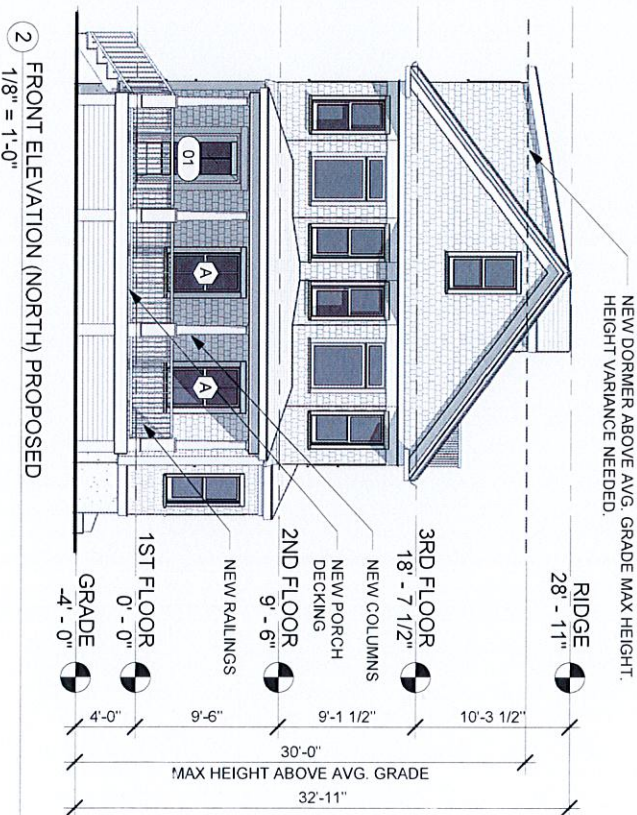 NEW DORMER ABOVE AVG. GRADE MAX HEIGHT.
HEIGHT VARIANCE NEEDED.
RIDGE
28' - 11"
3RD FLOOR
18' - 7 1/2"
NEW COLUMNS
NEW PORCH
DECKING
2ND FLOOR
9' - 6"
NEW RAILINGS
1ST FLOOR
0' - 0"
GRADE
-4' - 0"
10'-3 1/2"
9'-1 1/2"
9'-6"
4'-0"
30'-0"
MAX HEIGHT ABOVE AVG. GRADE
32'-11"
01
A
A
2
FRONT ELEVATION (NORTH) PROPOSED
1/8" = 1'-0"